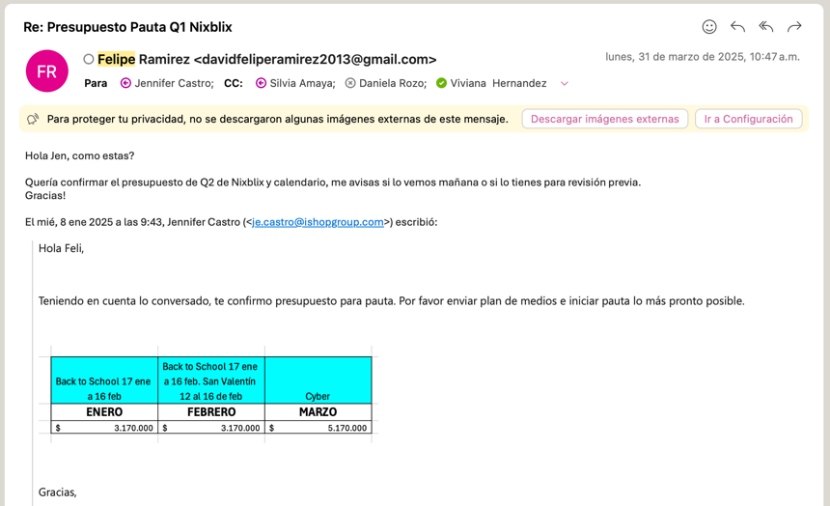 Re: Presupuesto Pauta Q1 Nixblix
FR
Felipe Ramirez <davidfeliperamirez2013@gmail.com>
lunes, 31 de marzo de 2025, 10:47 a.m.
Para Jennifer Castro; CC: Silvia Amaya; Daniela Rozo; Viviana Hernandez
Para proteger tu privacidad, no se descargaron algunas imágenes externas de este mensaje.
Descargar imágenes externas
Ir a Configuración
Hola Jen, como estas?
Quería confirmar el presupuesto de Q2 de Nixblix y calendario, me avisas si lo vemos mañana o si lo tienes para revisión previa.
Gracias!
El mié, 8 ene 2025 a las 9:43, Jennifer Castro (<je.castro@ishopgroup.com>) escribió:
Hola Feli,
Teniendo en cuenta lo conversado, te confirmo presupuesto para pauta. Por favor enviar plan de medios e iniciar pauta lo más pronto posible.
Back to School 17 ene
a 16 feb
Back to School 17 ene
a 16 feb. San Valentín
12 al 16 de feb
Cyber
ENERO FEBRERO MARZO
$ 3.170.000 $ 3.170.000 $ 5.170.000
Gracias,